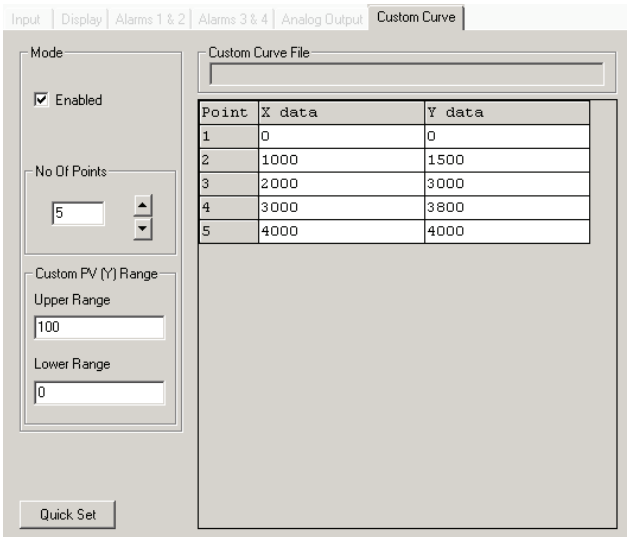 Input Display Alarms 1 & 2 Alarms 3 & 4 Analog Output Custom Curve
Mode
Enabled
No Of Points
5
Custom PV (Y) Range
Upper Range
100
Lower Range
0
Quick Set
Custom Curve File
Point X data Y data
1 0 0
2 1000 1500
3 2000 3000
4 3000 3800
5 4000 4000